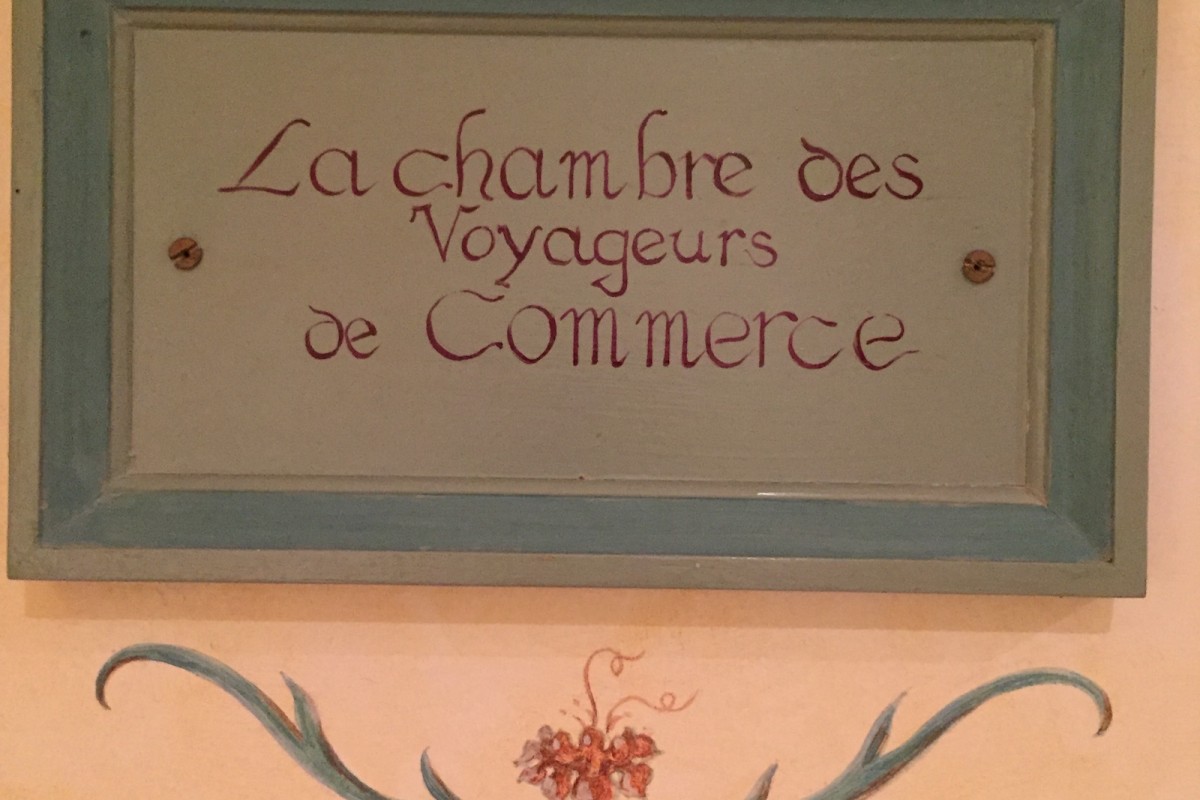 La chambre des
Voyageurs
de Commerce